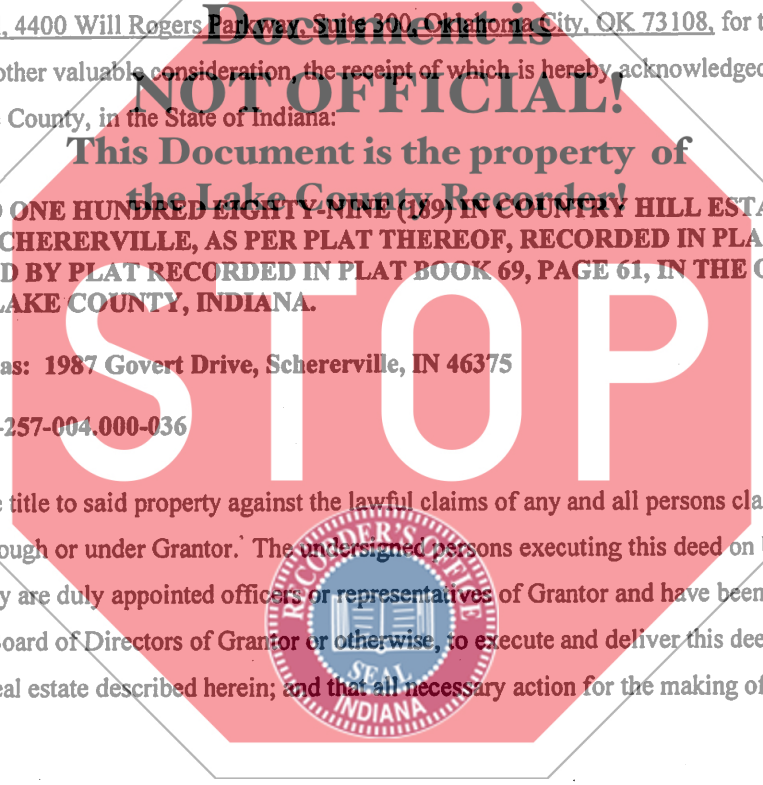 Document is
., 4400 Will Rogers Parkway, Suite 300, Oklahoma City, OK 73108, for t
other valuable consideration, the receipt of which is hereby acknowledged
NOT OFFICIAL!
County, in the State of Indiana:
This Document is the property of
the Lake County Recorder!
ONE HUNDRED EIGHTY-NINE (189) IN COUNTRY HILL ESTA
CHERERVILLE, AS PER PLAT THEREOF, RECORDED IN PLA
D BY PLAT RECORDED IN PLAT BOOK 69, PAGE 61, IN THE O
LAKE COUNTY, INDIANA.
STOP
as: 1987 Govert Drive, Schererville, IN 46375
-257-004.000-036
e title to said property against the lawful claims of any and all persons cla
ough or under Grantor. The undersigned persons executing this deed on
y are duly appointed officers or representatives of Grantor and have been
Board of Directors of Grantor or otherwise, to execute and deliver this dee
eal estate described herein; and that all necessary action for the making of
RECORDER'S OFFICE
SEAL
INDIANA